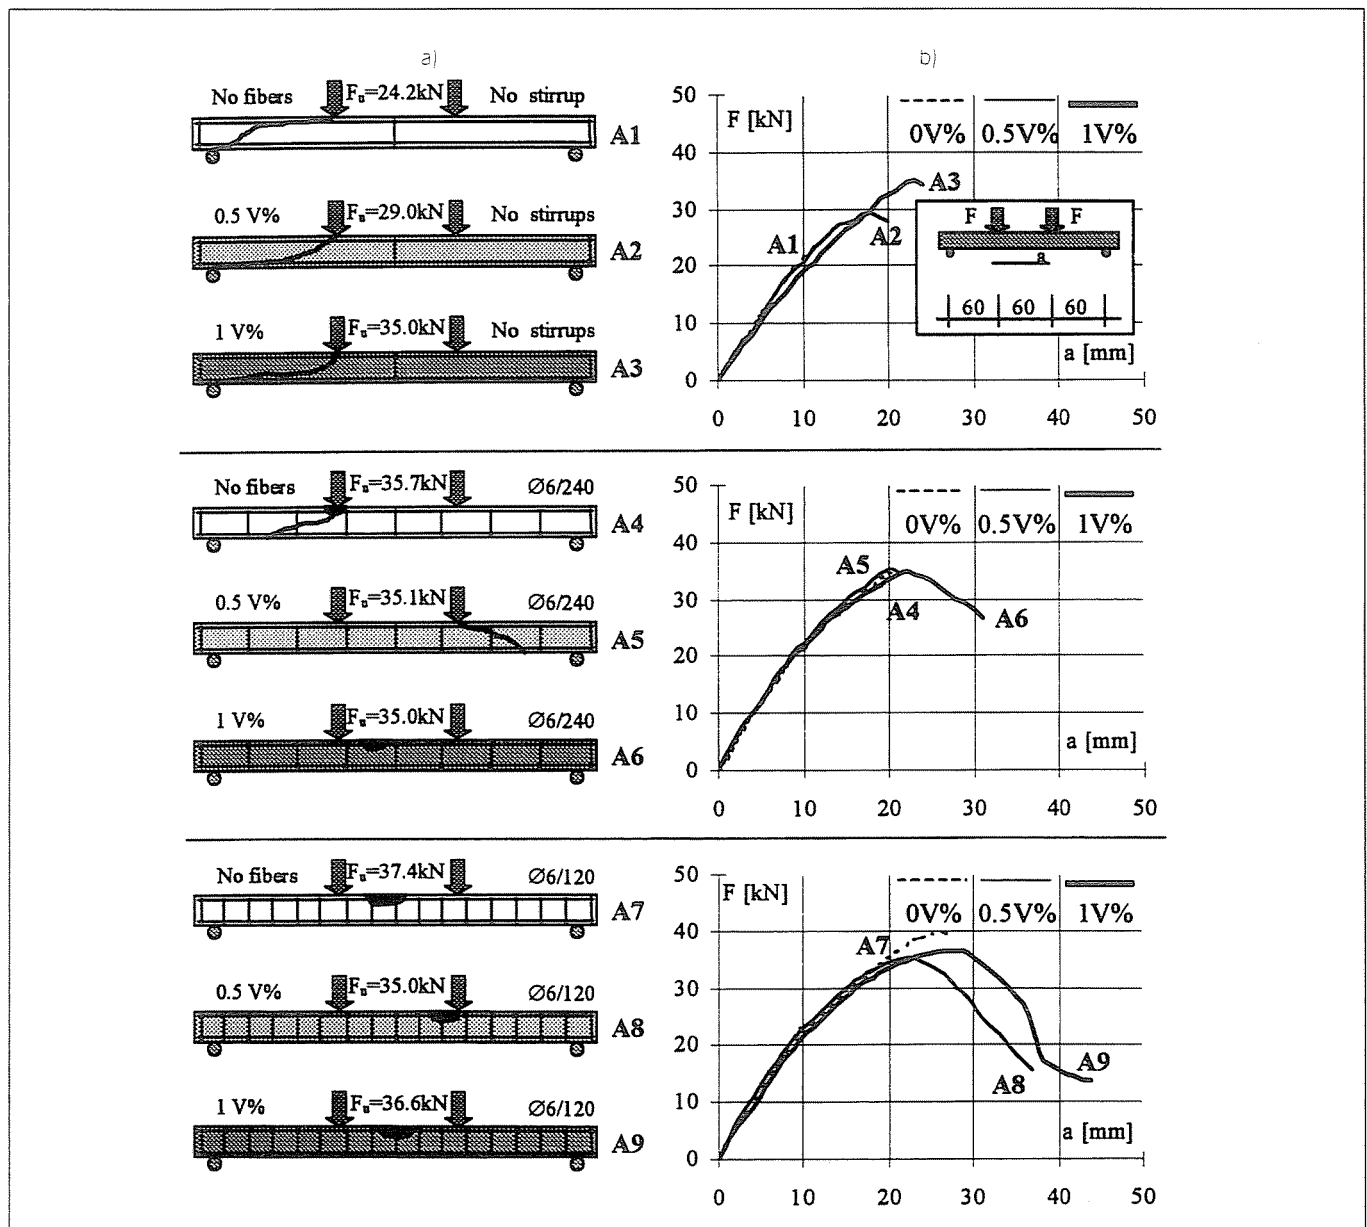 a)
No fibers Fu=24.2kN No stirrup
A1
0.5 V% Fu=29.0kN No stirrups
A2
1 V% Fu=35.0kN No stirrups
A3
b)
50
F [kN]
0V% 0.5V% 1V%
40
A3
30
A1 A2
20
10
0
F F
a
60 60 60
a [mm]
0 10 20 30 40 50
No fibers Fu=35.7kN Ø6/240
A4
0.5 V% Fu=35.1kN Ø6/240
A5
1 V% Fu=35.0kN Ø6/240
A6
50
F [kN]
0V% 0.5V% 1V%
40
A5
A4
30
A6
20
10
a [mm]
0
0 10 20 30 40 50
No fibers Fu=37.4kN Ø6/120
A7
0.5 V% Fu=35.0kN Ø6/120
A8
1 V% Fu=36.6kN Ø6/120
A9
50
F [kN]
0V% 0.5V% 1V%
40
A7
30
20
A8 A9
10
a [mm]
0
0 10 20 30 40 50